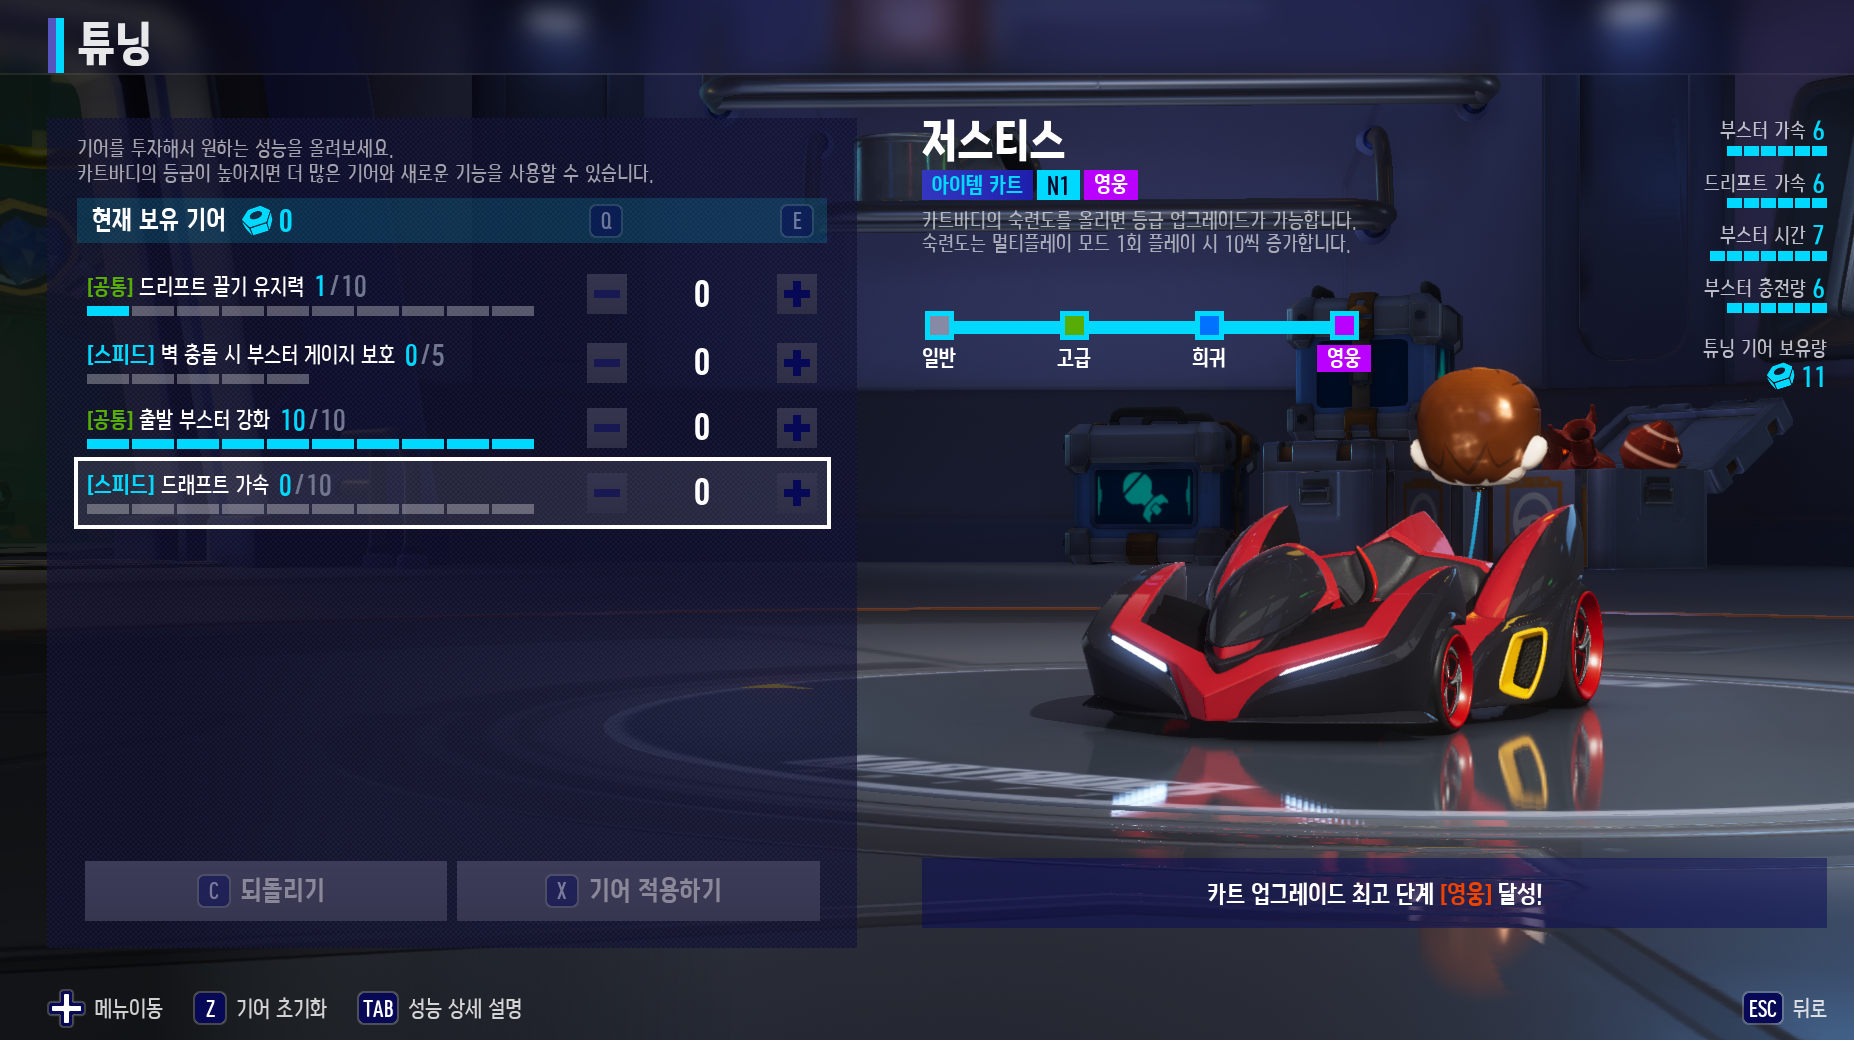 튜닝
기어를 투자해서 원하는 성능을 올려보세요.
카트바디의 등급이 높아지면 더 많은 기어와 새로운 기능을 사용할 수 있습니다.
현재 보유 기어 0 Q E
[공통] 드리프트 끌기 유지력 1/10 0
[스피드] 벽 충돌 시 부스터 게이지 보호 0/5 0
[공통] 출발 부스터 강화 10/10 0
[스피드] 드래프트 가속 0/10 0
C 되돌리기
X 기어 적용하기
저스티스
아이템 카트 N1 영웅
카트바디의 숙련도를 올리면 등급 업그레이드가 가능합니다.
숙련도는 멀티플레이 모드 1회 플레이 시 10씩 증가합니다.
일반 고급 희귀 영웅
부스터 가속 6
드리프트 가속 6
부스터 시간 7
부스터 충전량 6
튜닝 기어 보유량
11
카트 업그레이드 최고 단계 [영웅] 달성!
메뉴이동 Z 기어 초기화 TAB 성능 상세 설명
ESC 뒤로